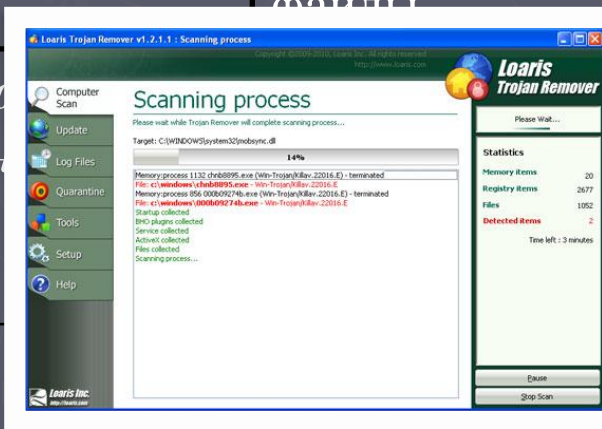 Loaris Trojan Remover v1.2.1.1 : Scanning process
Copyright ©2009-2010, Loaris Inc. All rights reserved
http://www.loaris.com
Loaris
Trojan Remover
Computer
Scan
Update
Log Files
Quarantine
Tools
Setup
Help
Loaris Inc.
http://loaris.com
Scanning process
Please wait while Trojan Remover will complete scanning process...
Target: C:\WINDOWS\system32\mobsync.dll
14%
Memory:process 1132 chnb8895.exe (Win-Trojan/Killav.22016.E) - terminated
File: c:\windows\chnb8895.exe - Win-Trojan/Killav.22016.E
Memory:process 856 000b09274b.exe (Win-Trojan/Killav.22016.E) - terminated
File: c:\windows\000b09274b.exe - Win-Trojan/Killav.22016.E
Startup collected
BHO plugins collected
Service collected
ActiveX collected
Files collected
Scanning process...
Please Wait...
Statistics
Memory items 20
Registry items 2677
Files 1052
Detected items 2
Time left : 3 minutes
Pause
Stop Scan